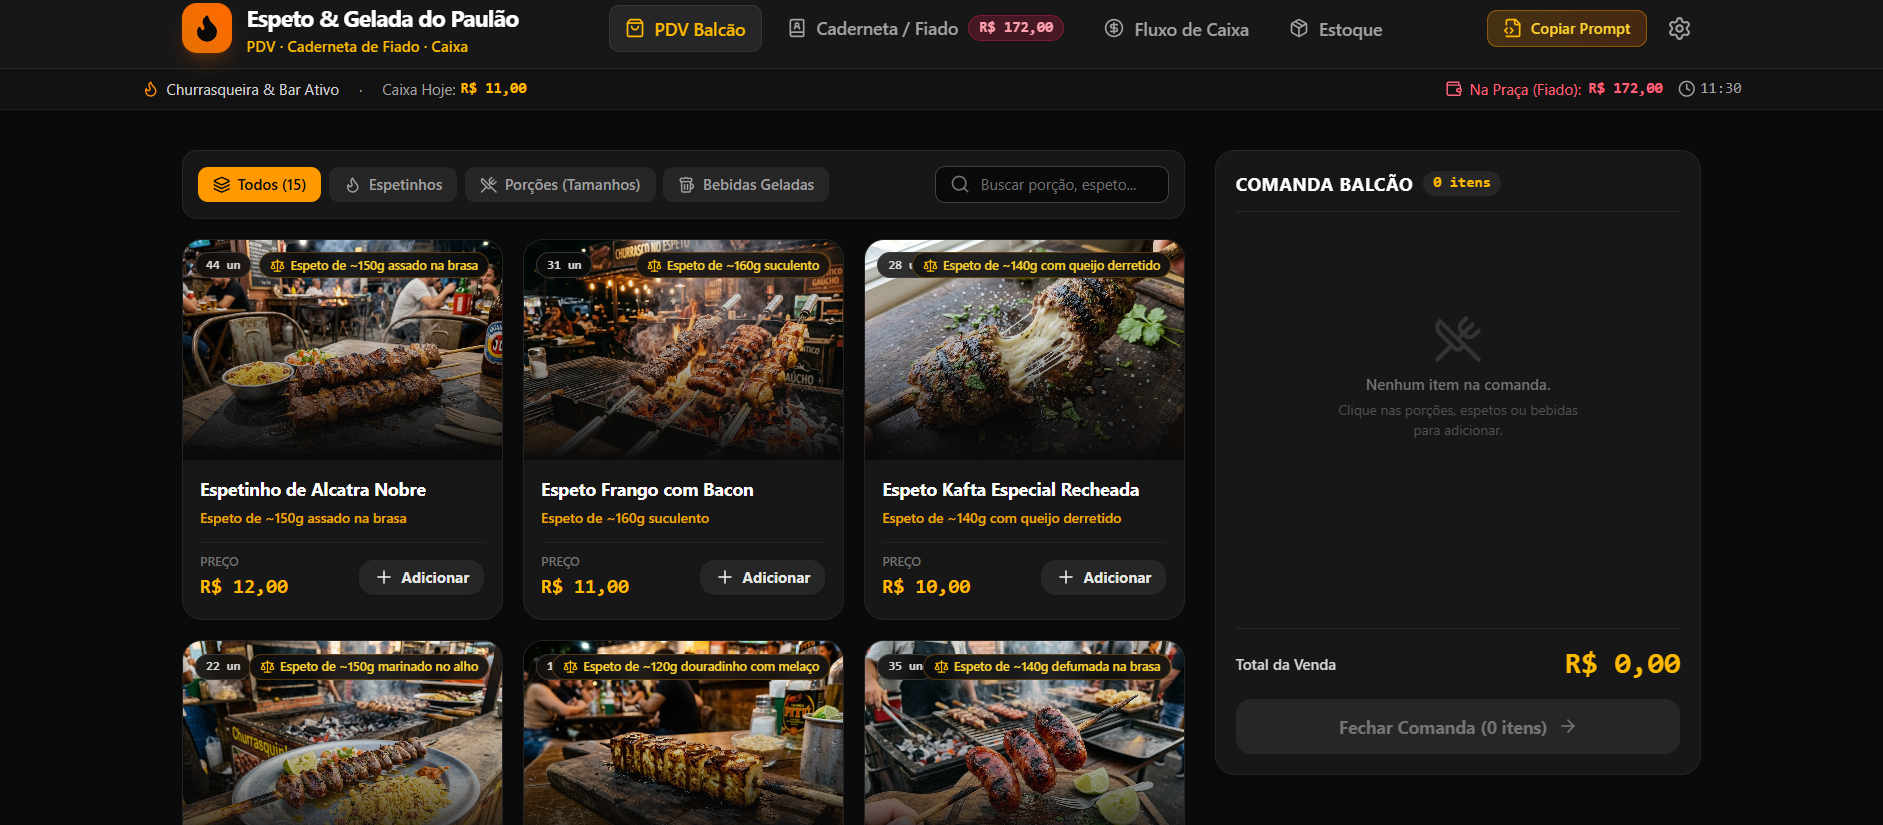 Espeto & Gelada do Paulão
PDV · Caderneta de Fiado · Caixa
PDV Balcão
Caderneta / Fiado R$ 172,00
Fluxo de Caixa
Estoque
Copiar Prompt
Churrasqueira & Bar Ativo · Caixa Hoje: R$ 11,00
Na Praça (Fiado): R$ 172,00 11:30
Todos (15)
Espetinhos
Porções (Tamanhos)
Bebidas Geladas
Buscar porção, espeto...
44 un
Espeto de ~150g assado na brasa
Espetinho de Alcatra Nobre
Espeto de ~150g assado na brasa
PREÇO
R$ 12,00
Adicionar
31 un
Espeto de ~160g suculento
CHURRASCO NO ESPETO
GAÚCHO
Espeto Frango com Bacon
Espeto de ~160g suculento
PREÇO
R$ 11,00
Adicionar
28
Espeto de ~140g com queijo derretido
Espeto Kafta Especial Recheada
Espeto de ~140g com queijo derretido
PREÇO
R$ 10,00
Adicionar
22 un
Espeto de ~150g marinado no alho
Espeto de ~120g douradinho com melaço
PITÚ
35 un
Espeto de ~140g defumada na brasa
COMANDA BALCÃO 0 itens
Nenhum item na comanda.
Clique nas porções, espetos ou bebidas
para adicionar.
Total da Venda R$ 0,00
Fechar Comanda (0 itens)